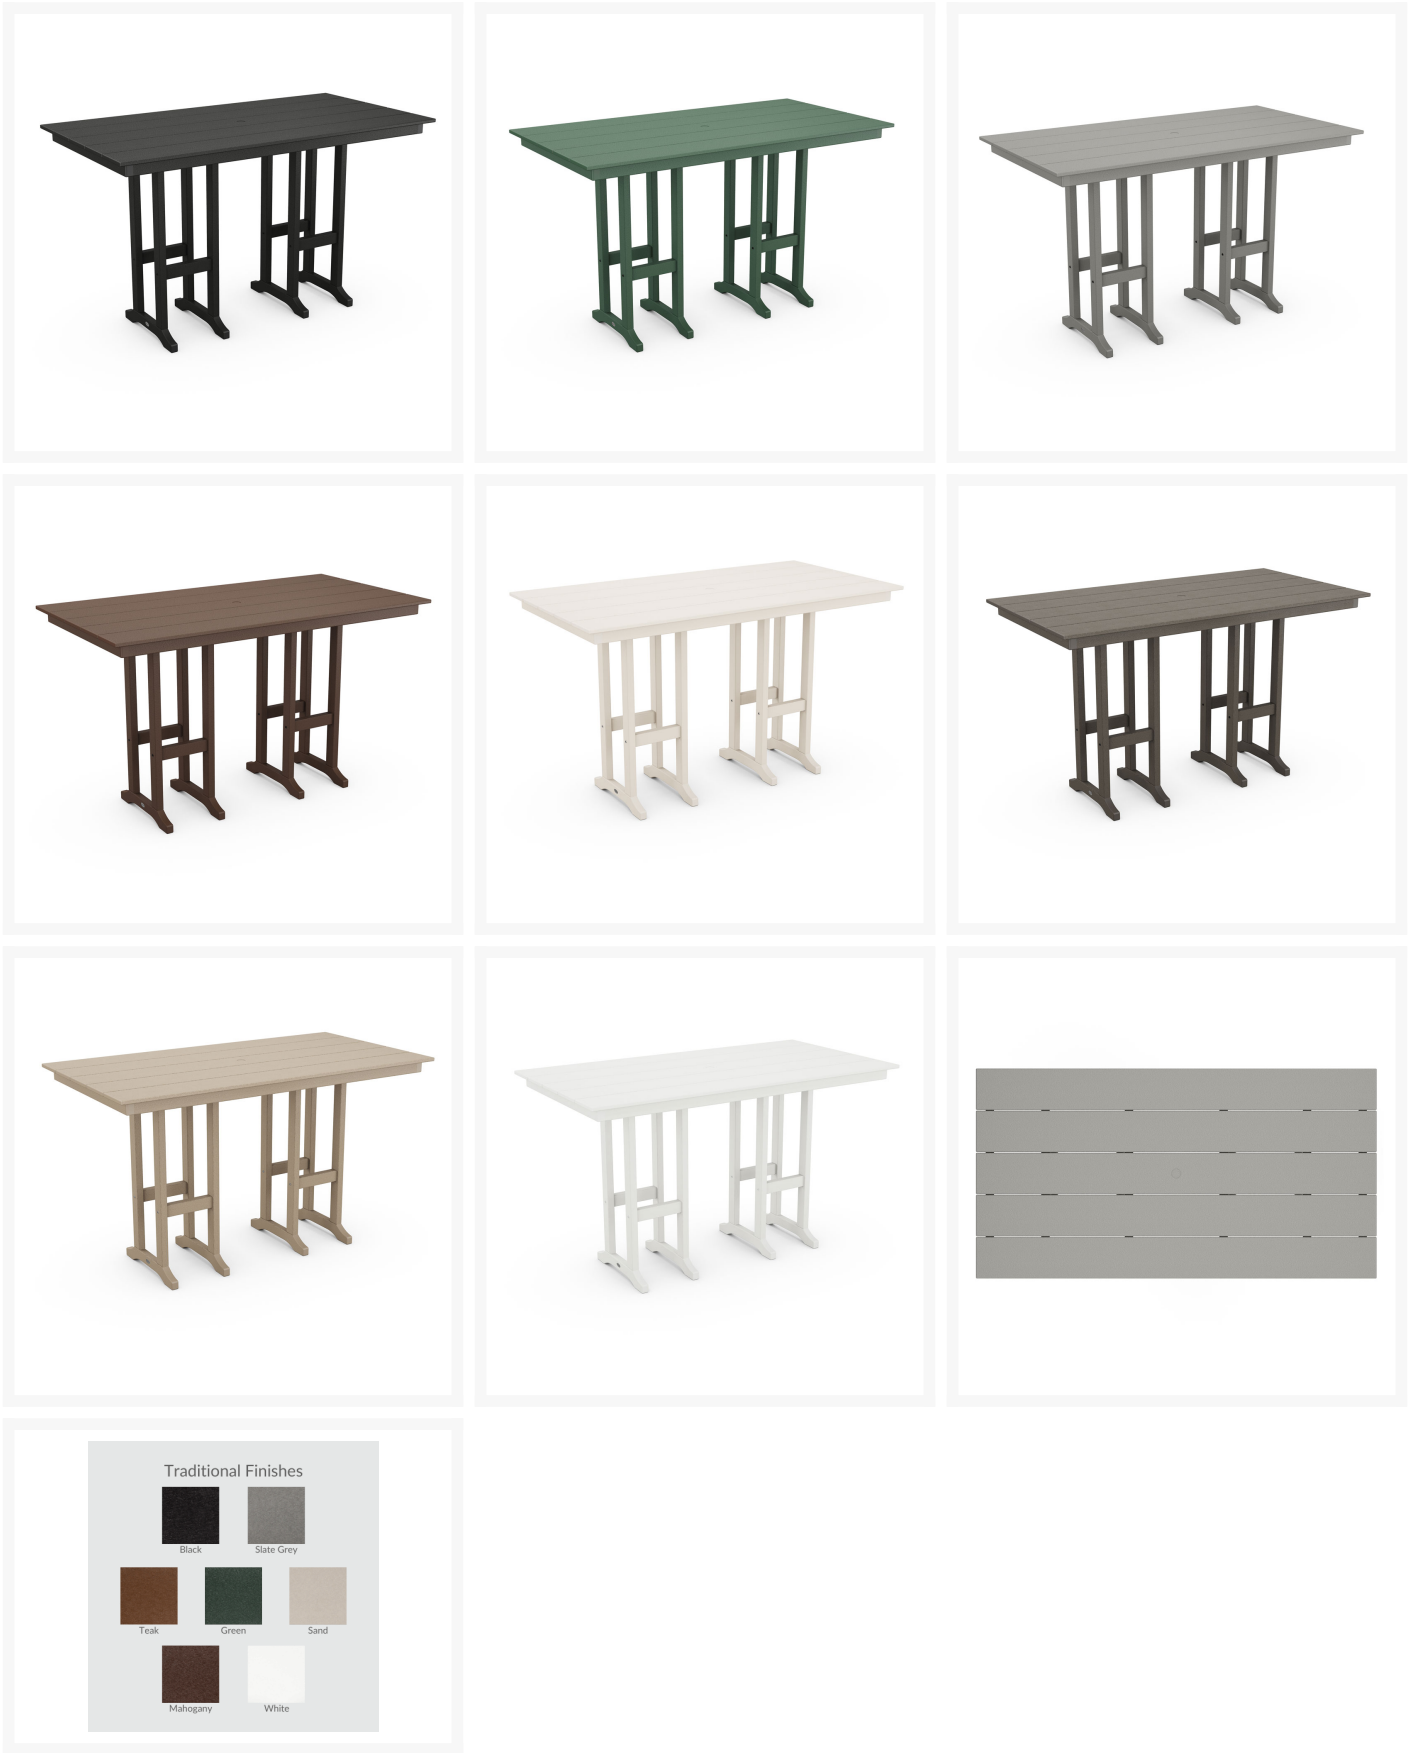 Traditional Finishes
Black
Slate Grey
Teak
Green
Sand
Mahogany
White